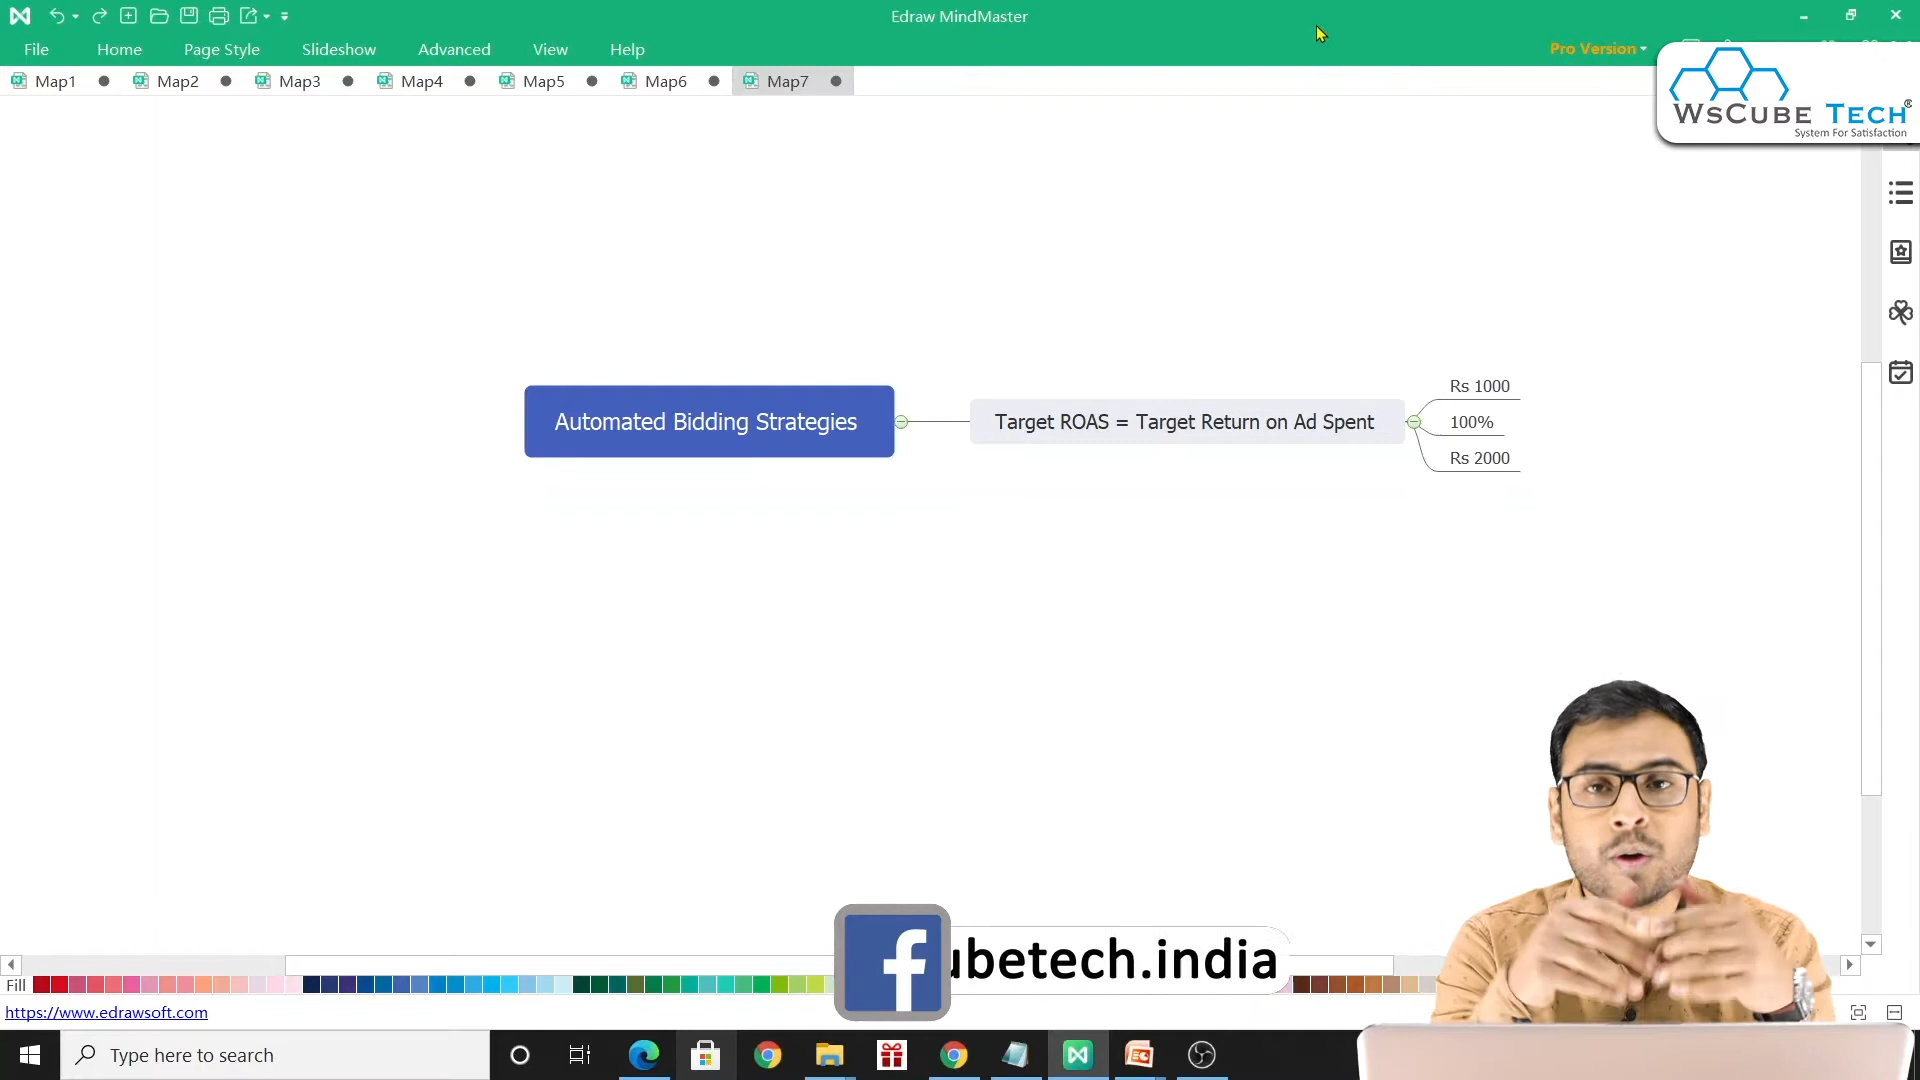 Edraw MindMaster
File Home Page Style Slideshow Advanced View Help
Pro Version
Map1 Map2 Map3 Map4 Map5 Map6 Map7
WsCube Tech®
System For Satisfaction
Automated Bidding Strategies
Target ROAS = Target Return on Ad Spent
Rs 1000
100%
Rs 2000
f
ubetech.india
Fill
https://www.edrawsoft.com
Type here to search